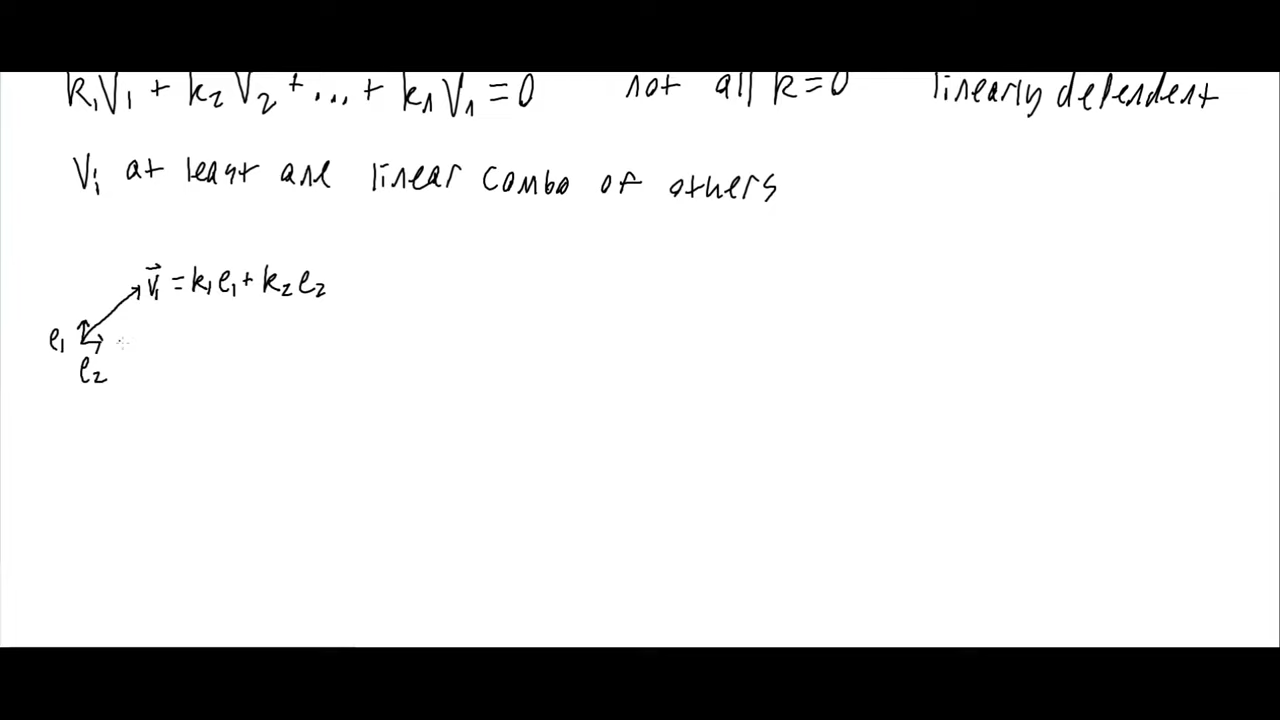 k₁V₁ + k₂V₂ + ... + kₙVₙ = 0 not all k = 0 linearly dependent
Vᵢ at least one linear combo of others
v⃗₁ = k₁e₁ + k₂e₂
e₁
e₂